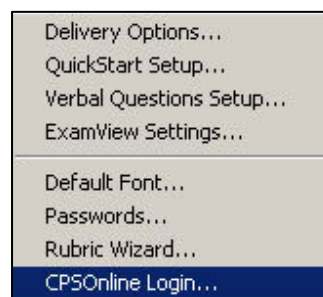 Delivery Options...
QuickStart Setup...
Verbal Questions Setup...
ExamView Settings...
Default Font...
Passwords...
Rubric Wizard...
CPSOnline Login...